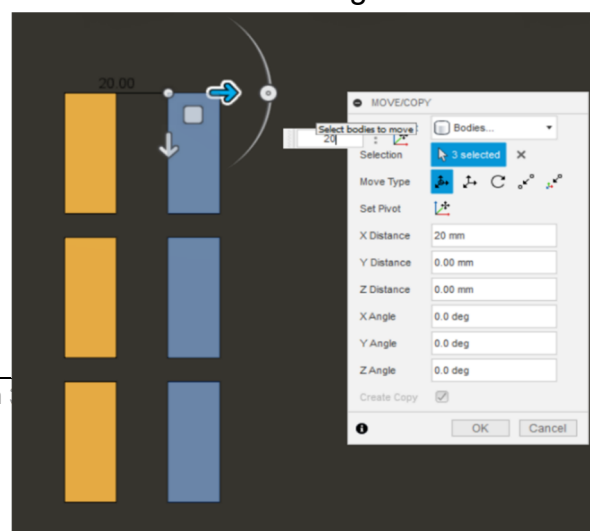 20.00
MOVE/COPY
Bodies...
Select bodies to move
20
Selection
3 selected
Move Type
Set Pivot
X Distance
20 mm
Y Distance
0.00 mm
Z Distance
0.00 mm
X Angle
0.0 deg
Y Angle
0.0 deg
Z Angle
0.0 deg
Create Copy
OK
Cancel